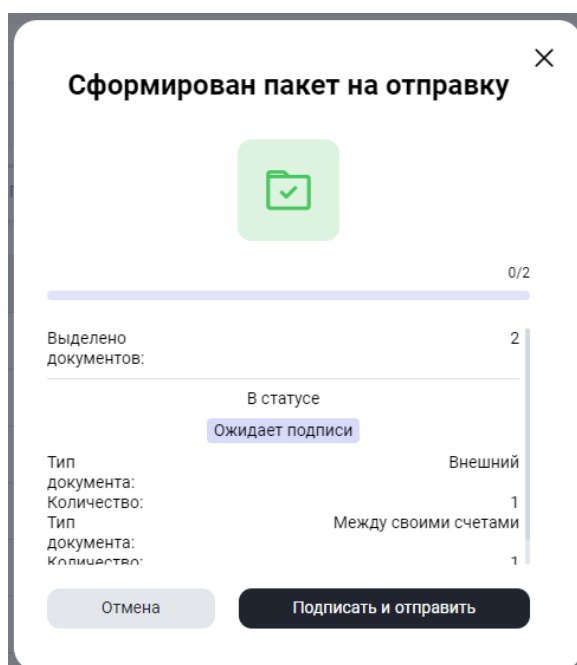 Сформирован пакет на отправку
0/2
Выделено 2
документов:
В статусе
Ожидает подписи
Тип Внешний
документа:
Количество: 1
Тип Между своими счетами
документа:
Количество: 1
Отмена Подписать и отправить